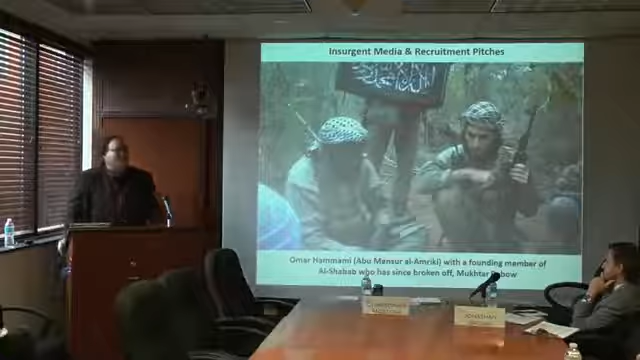 Insurgent Media & Recruitment Pitches
Omar Hammami (Abu Mansur al-Amriki) with a founding member of
Al-Shabab who has since broken off, Mukhtar Robow
JONATHAN